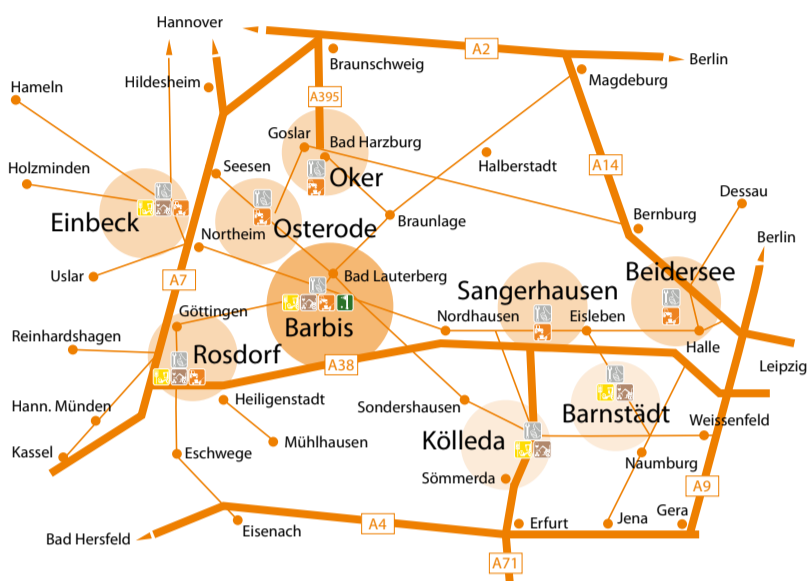 Hannover
A2
Berlin
Braunschweig
Hameln
Hildesheim
Magdeburg
A395
Goslar
Bad Harzburg
Holzminden
Seesen
Oker
Halberstadt
A14
Dessau
Einbeck
Osterode
Braunlage
Bernburg
Northeim
Berlin
Uslar
A7
Bad Lauterberg
Sangerhausen
Beidersee
Göttingen
Barbis
Nordhausen
Eisleben
Reinhardshagen
Rosdorf
Halle
A38
Leipzig
Hann. Münden
Heiligenstadt
Sondershausen
Barnstädt
Weissenfeld
Kassel
Eschwege
Mühlhausen
Kölleda
Naumburg
Sömmerda
A9
Bad Hersfeld
Eisenach
A4
Erfurt
Jena
Gera
A71